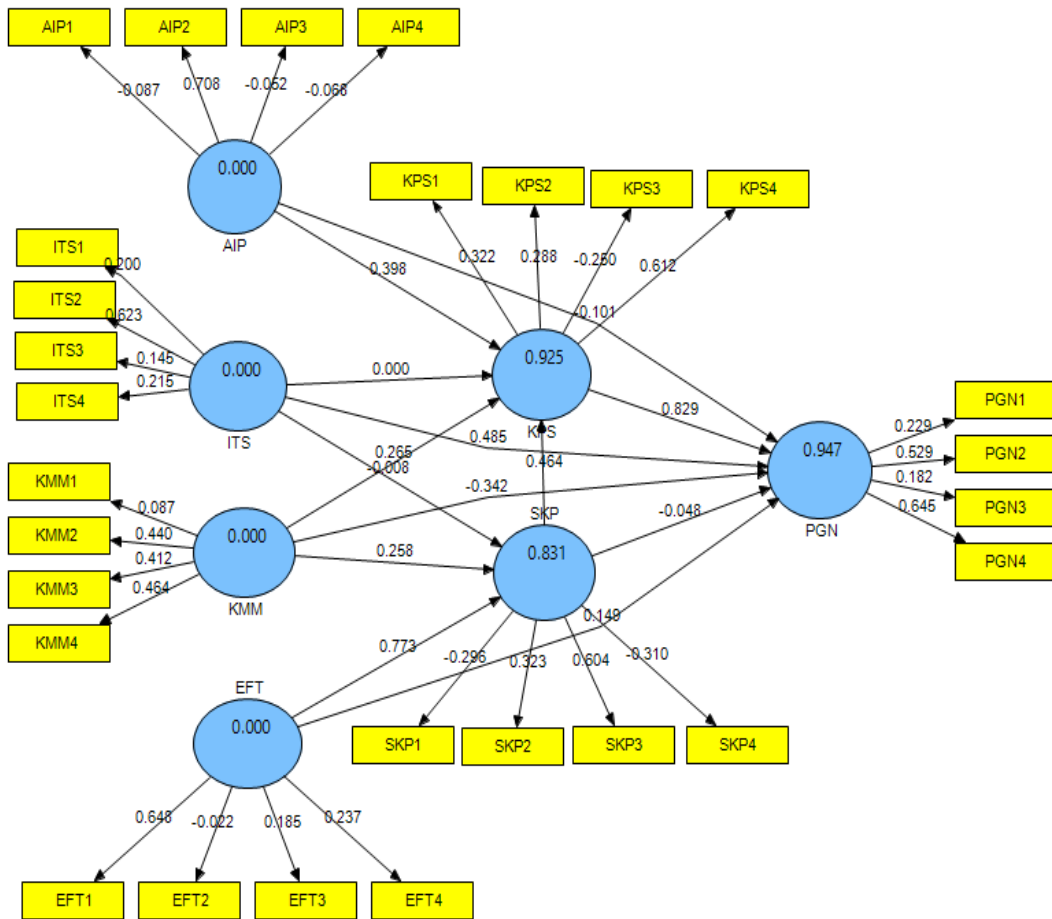 AIP1 AIP2 AIP3 AIP4
-0.087 0.708 -0.052 -0.068
0.000
AIP
KPS1 KPS2 KPS3 KPS4
0.322 0.288 -0.250 0.612
0.398
-0.101
ITS1
0.200
ITS2
0.623
ITS3
0.145
ITS4
0.215
0.000
ITS
0.000
0.925
KPS
0.829
0.485
0.265
-0.008
0.464
-0.342
0.947
PGN
PGN1
0.229
PGN2
0.529
PGN3
0.182
PGN4
0.645
KMM1
0.087
KMM2
0.440
KMM3
0.412
KMM4
0.464
0.000
KMM
0.258
SKP
0.831
-0.048
0.149
0.773
-0.296 0.323 0.604 -0.310
SKP1 SKP2 SKP3 SKP4
EFT
0.000
0.648 -0.022 0.185 0.237
EFT1 EFT2 EFT3 EFT4